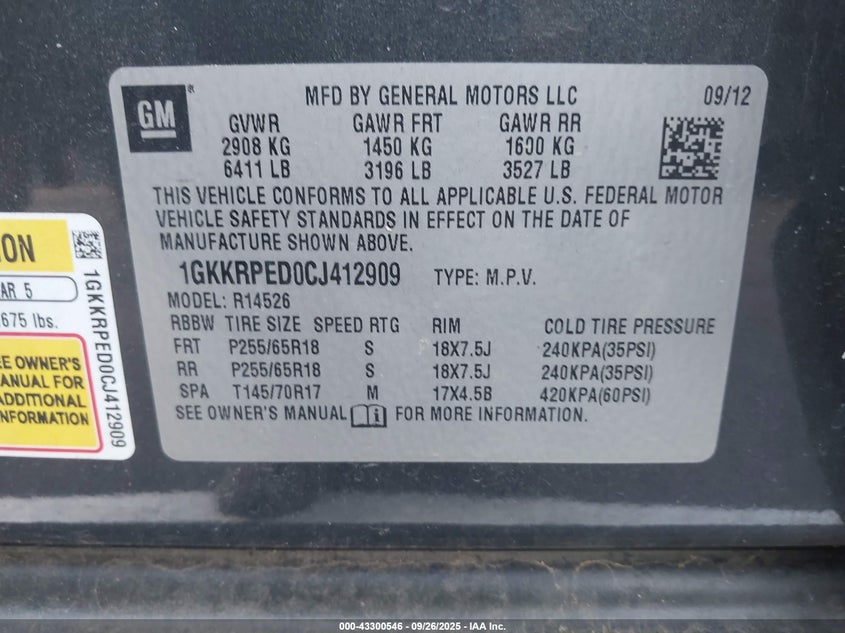 GM
MFD BY GENERAL MOTORS LLC 09/12
GVWR GAWR FRT GAWR RR
2908 KG 1450 KG 1600 KG
6411 LB 3196 LB 3527 LB
THIS VEHICLE CONFORMS TO ALL APPLICABLE U.S. FEDERAL MOTOR
VEHICLE SAFETY STANDARDS IN EFFECT ON THE DATE OF
MANUFACTURE SHOWN ABOVE.
1GKKRPED0CJ412909 TYPE: M.P.V.
MODEL: R14526
RBBW TIRE SIZE SPEED RTG RIM COLD TIRE PRESSURE
FRT P255/65R18 S 18X7.5J 240KPA(35PSI)
RR P255/65R18 S 18X7.5J 240KPA(35PSI)
SPA T145/70R17 M 17X4.5B 420KPA(60PSI)
SEE OWNER'S MANUAL FOR MORE INFORMATION.
ION
AR 5
675 lbs.
EE OWNER'S
MANUAL FOR
ADDITIONAL
NFORMATION
1GKKRPED0CJ412909
000-43300546 - 09/26/2025 - IAA Inc.